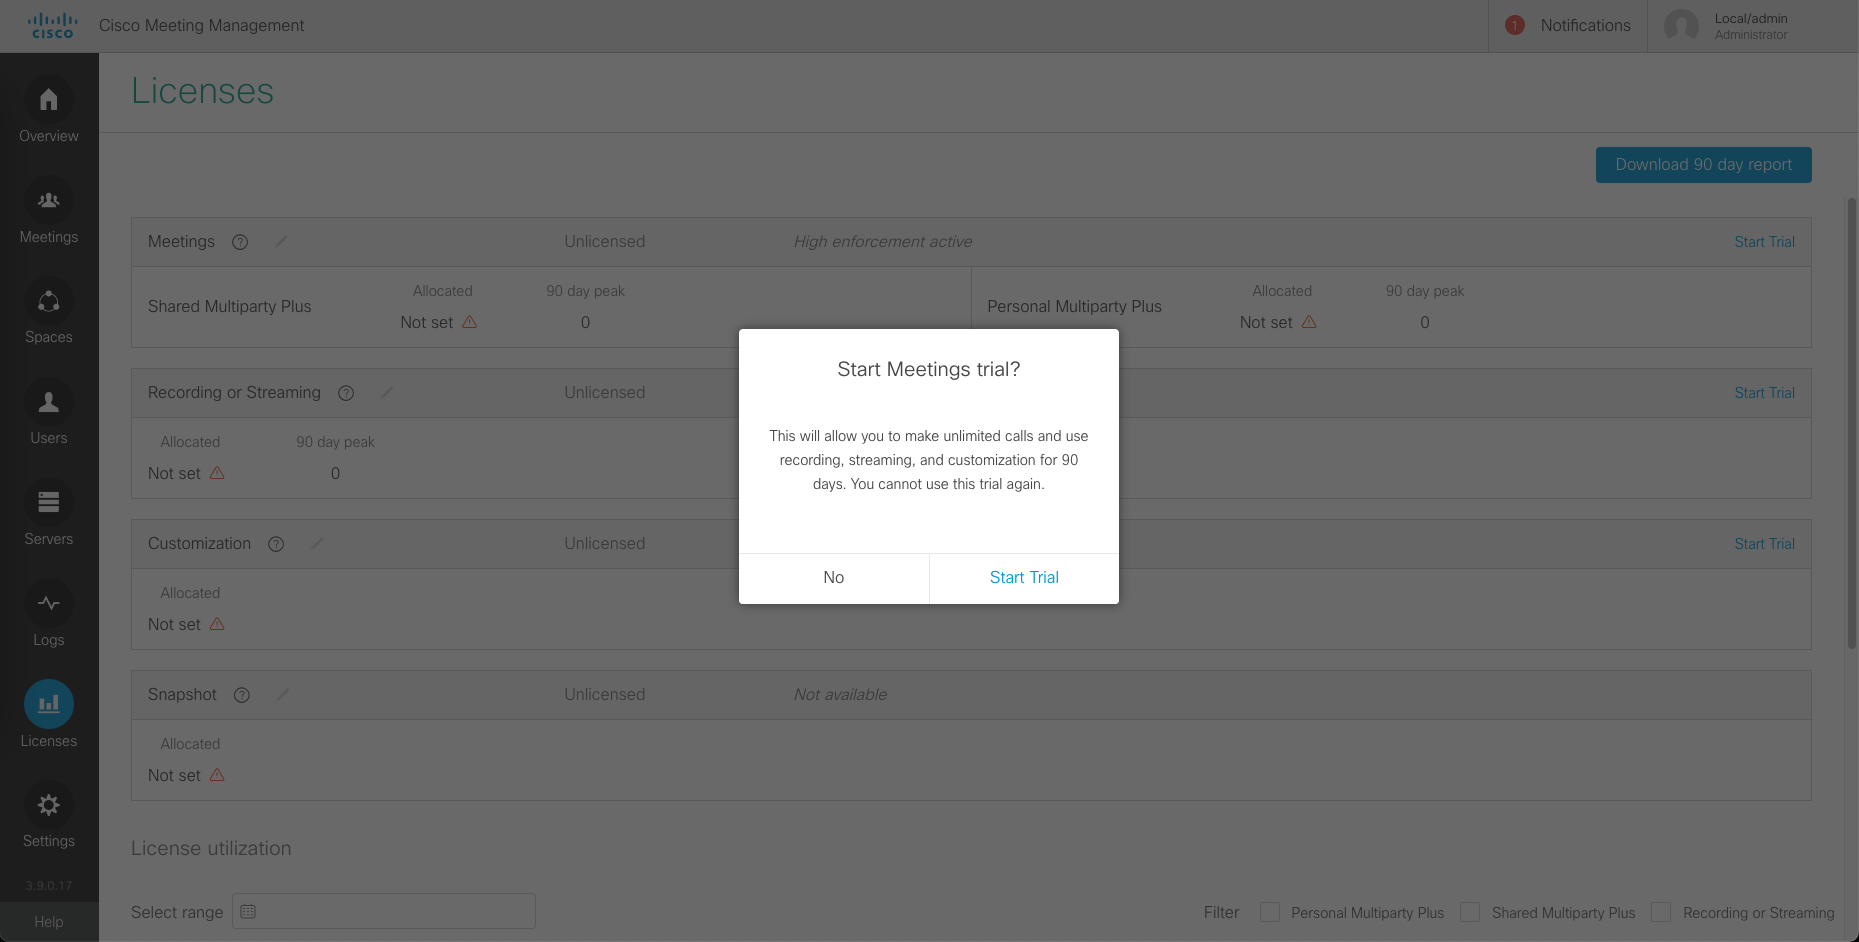 CISCO
Cisco Meeting Management
1 Notifications
Local/admin
Administrator
Overview
Meetings
Spaces
Users
Servers
Logs
Licenses
Settings
3.9.0.17
Help
Licenses
Download 90 day report
Meetings ? Unlicensed High enforcement active Start Trial
Allocated 90 day peak Allocated 90 day peak
Shared Multiparty Plus Personal Multiparty Plus
Not set 0 Not set 0
Recording or Streaming ? Unlicensed Start Trial
Allocated 90 day peak
Not set 0
Customization ? Unlicensed Start Trial
Allocated
Not set
Snapshot ? Unlicensed Not available
Allocated
Not set
Start Meetings trial?
This will allow you to make unlimited calls and use
recording, streaming, and customization for 90
days. You cannot use this trial again.
No Start Trial
License utilization
Select range
Filter Personal Multiparty Plus Shared Multiparty Plus Recording or Streaming